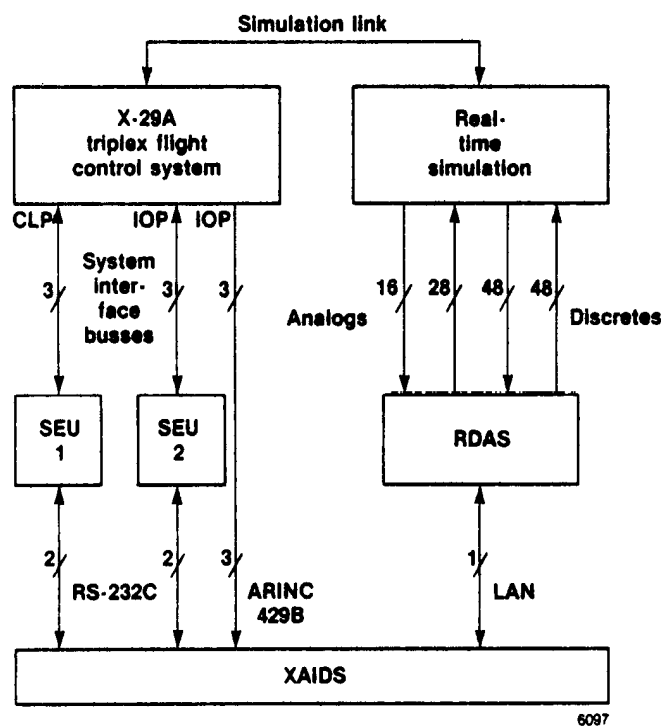 Simulation link
X-29A
triplex flight
control system
Real-
time
simulation
CLP
IOP
IOP
System
inter-
face
busses
3
3
3
16
28
48
48
Analogs
Discretes
SEU
1
SEU
2
RDAS
2
2
3
1
RS-232C
ARINC
429B
LAN
XAIDS
6097